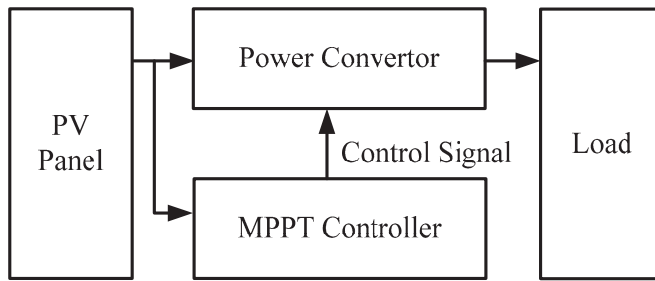 PV
Panel
Power Convertor
Control Signal
MPPT Controller
Load